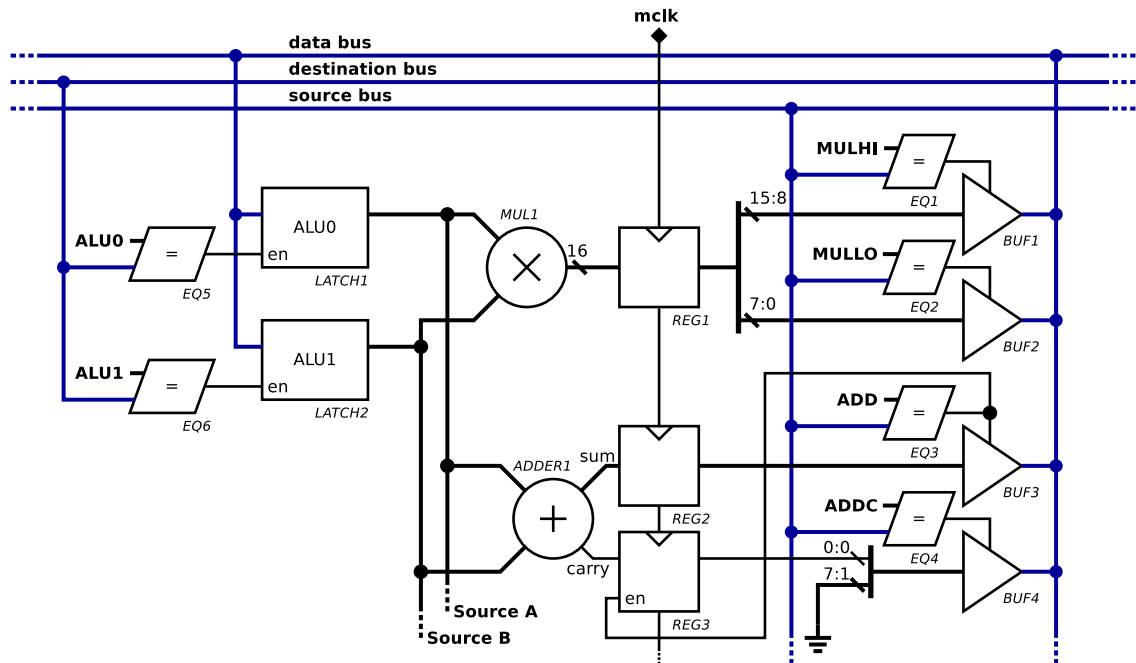 mclk
data bus
destination bus
source bus
MULHI
=
EQ1
15:8
BUF1
MUL1
ALU0
=
EQ5
ALU0
en
LATCH1
16
REG1
MULLO
=
EQ2
7:0
BUF2
ALU1
=
EQ6
ALU1
en
LATCH2
ADD
=
EQ3
BUF3
ADDER1
sum
REG2
ADDC
=
EQ4
carry
0:0
7:1
BUF4
en
REG3
Source A
Source B